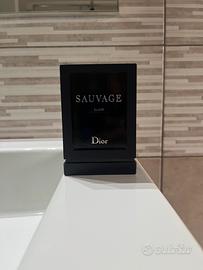 SAUVAGE
ELIXIR
Dior
subito